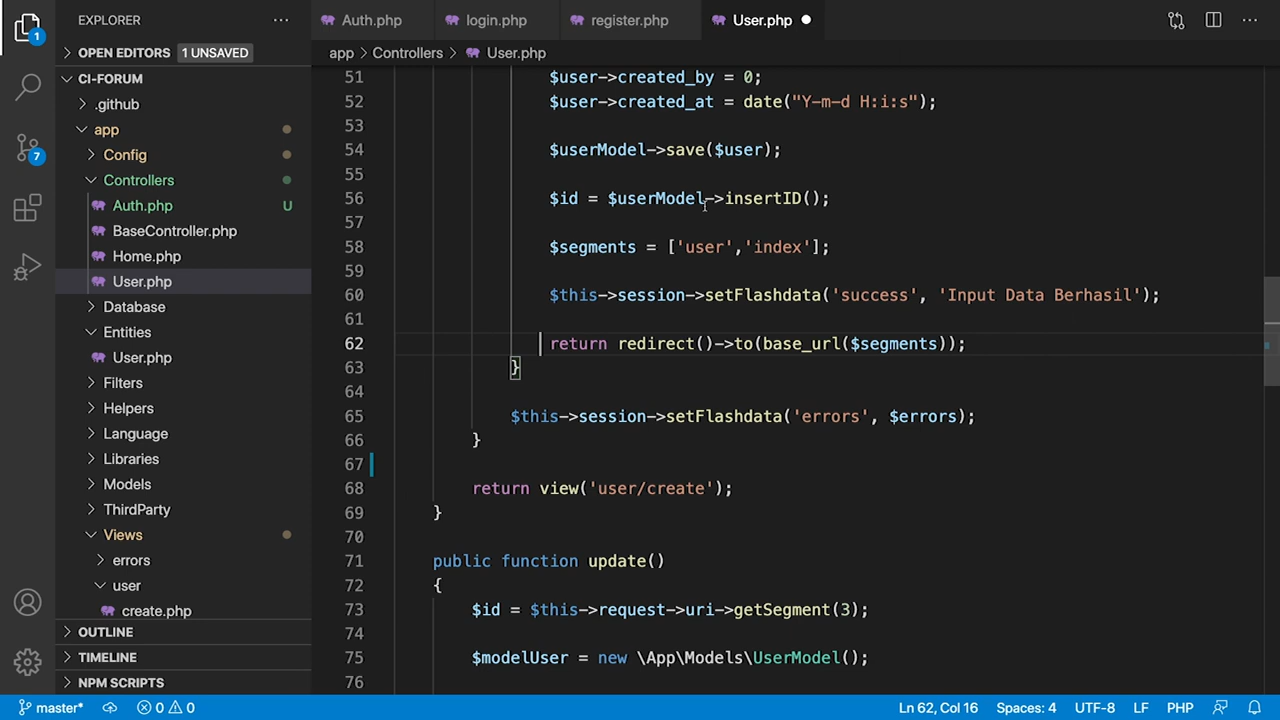 EXPLORER
Auth.php
login.php
register.php
User.php
OPEN EDITORS
1 UNSAVED
app
Controllers
User.php
CI-FORUM
.github
app
Config
Controllers
Auth.php
U
BaseController.php
Home.php
User.php
Database
Entities
User.php
Filters
Helpers
Language
Libraries
Models
ThirdParty
Views
errors
user
create.php
OUTLINE
TIMELINE
NPM SCRIPTS
1
7
51 $user->created_by = 0;
52 $user->created_at = date("Y-m-d H:i:s");
53
54 $userModel->save($user);
55
56 $id = $userModel->insertID();
57
58 $segments = ['user','index'];
59
60 $this->session->setFlashdata('success', 'Input Data Berhasil');
61
62 return redirect()->to(base_url($segments));
63 }
64
65 $this->session->setFlashdata('errors', $errors);
66 }
67
68 return view('user/create');
69 }
70
71 public function update()
72 {
73 $id = $this->request->uri->getSegment(3);
74
75 $modelUser = new \App\Models\UserModel();
76
master*
0
0
Ln 62, Col 16
Spaces: 4
UTF-8
LF
PHP